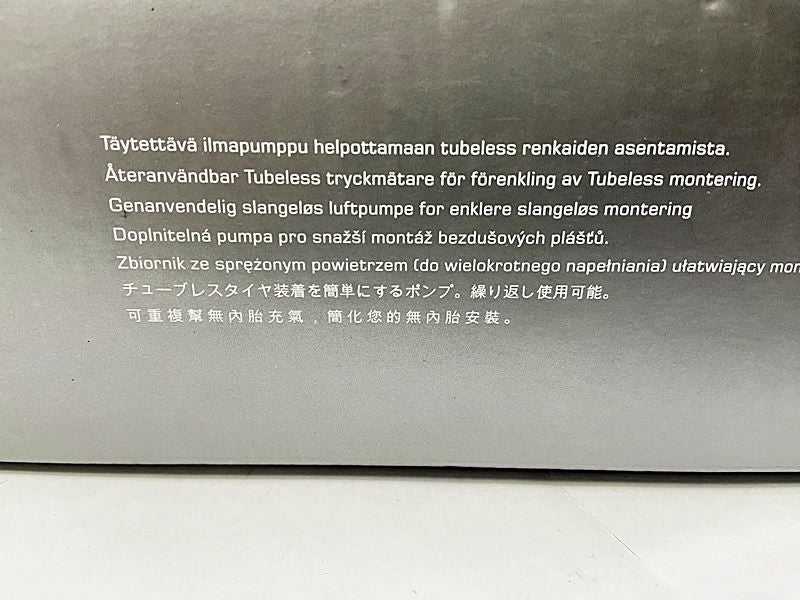 Täytettävä ilmapumppu helpottamaan tubeless renkaiden asentamista.
Återanvändbar Tubeless tryckmätare för förenkling av Tubeless montering.
Genanvendelig slangeløs luftpumpe for enklere slangeløs montering
Doplnitelná pumpa pro snažší montáž bezdušových plášťů.
Zbiornik ze sprężonym powietrzem (do wielokrotnego napełniania) ułatwiający mon
チューブレスタイヤ装着を簡単にするポンプ。繰り返し使用可能。
可重複幫無內胎充氣，簡化您的無內胎安裝。